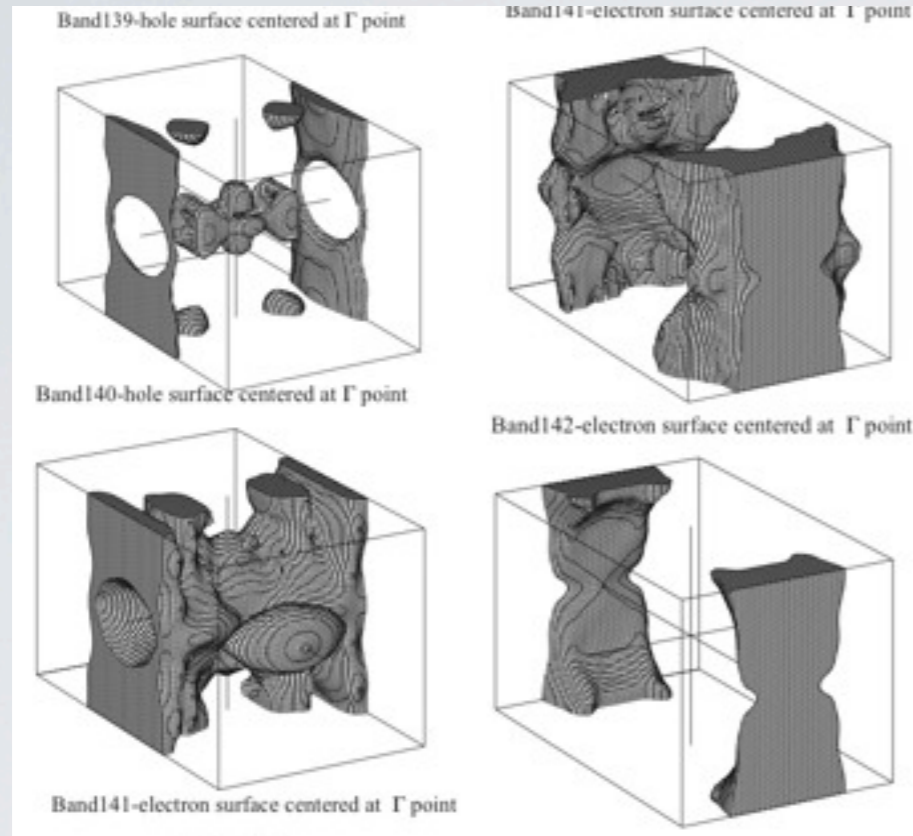 Band139-hole surface centered at Γ point
Band141-electron surface centered at Γ point
Band140-hole surface centered at Γ point
Band142-electron surface centered at Γ point
Band141-electron surface centered at Γ point